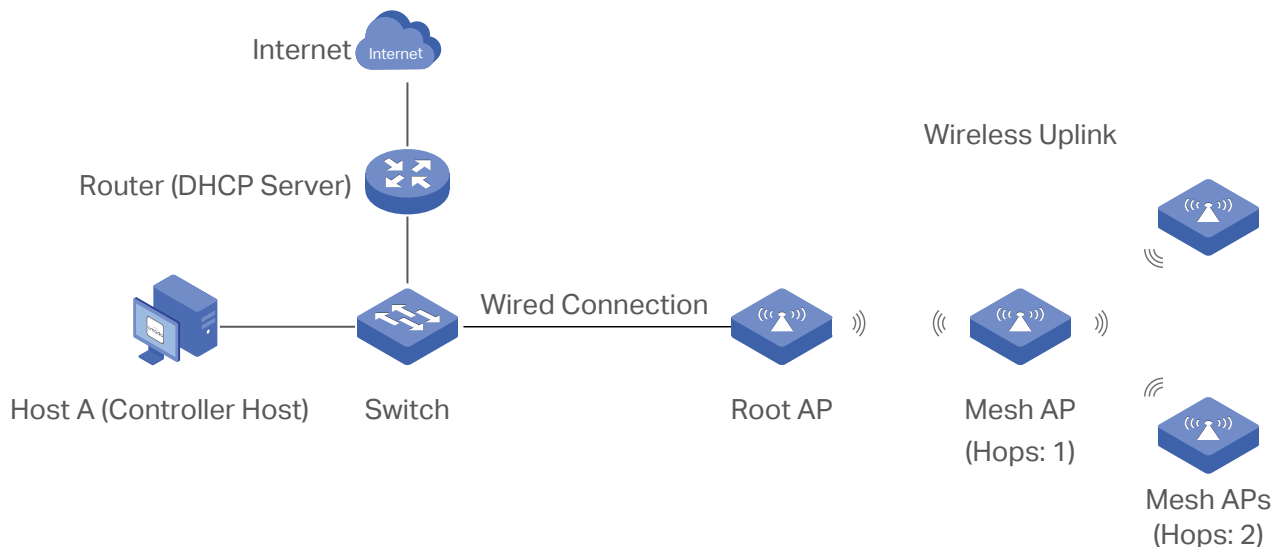 Internet
Internet
Wireless Uplink
Router (DHCP Server)
Wired Connection
Host A (Controller Host)
Switch
Root AP
Mesh AP
(Hops: 1)
Mesh APs
(Hops: 2)